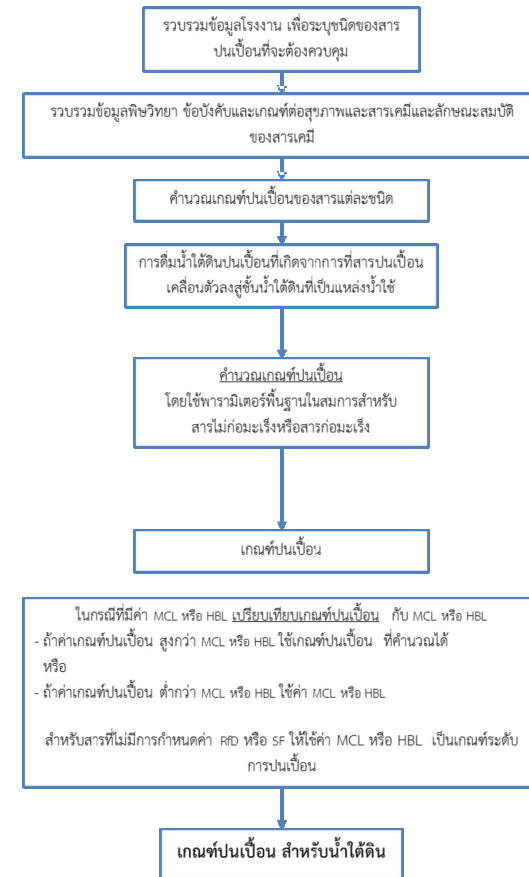 รวบรวมข้อมูลโรงงาน เพื่อระบุชนิดของสาร
ปนเปื้อนที่จะต้องควบคุม
รวบรวมข้อมูลพิษวิทยา ข้อบังคับและเกณฑ์ต่อสุขภาพและสารเคมีและลักษณะสมบัติ
ของสารเคมี
คำนวณเกณฑ์ปนเปื้อนของสารแต่ละชนิด
การดื่มน้ำใต้ดินปนเปื้อนที่เกิดจากการที่สารปนเปื้อน
เคลื่อนตัวลงสู่ชั้นน้ำใต้ดินที่เป็นแหล่งน้ำใช้
คำนวณเกณฑ์ปนเปื้อน
โดยใช้พารามิเตอร์พื้นฐานในสมการสำหรับ
สารไม่ก่อมะเร็งหรือสารก่อมะเร็ง
เกณฑ์ปนเปื้อน
ในกรณีที่มีค่า MCL หรือ HBL เปรียบเทียบเกณฑ์ปนเปื้อน กับ MCL หรือ HBL
- ถ้าค่าเกณฑ์ปนเปื้อน สูงกว่า MCL หรือ HBL ใช้เกณฑ์ปนเปื้อน ที่คำนวณได้
หรือ
- ถ้าค่าเกณฑ์ปนเปื้อน ต่ำกว่า MCL หรือ HBL ใช้ค่า MCL หรือ HBL
สำหรับสารที่ไม่มีการกำหนดค่า RfD หรือ SF ให้ใช้ค่า MCL หรือ HBL เป็นเกณฑ์ระดับ
การปนเปื้อน
เกณฑ์ปนเปื้อน สำหรับน้ำใต้ดิน